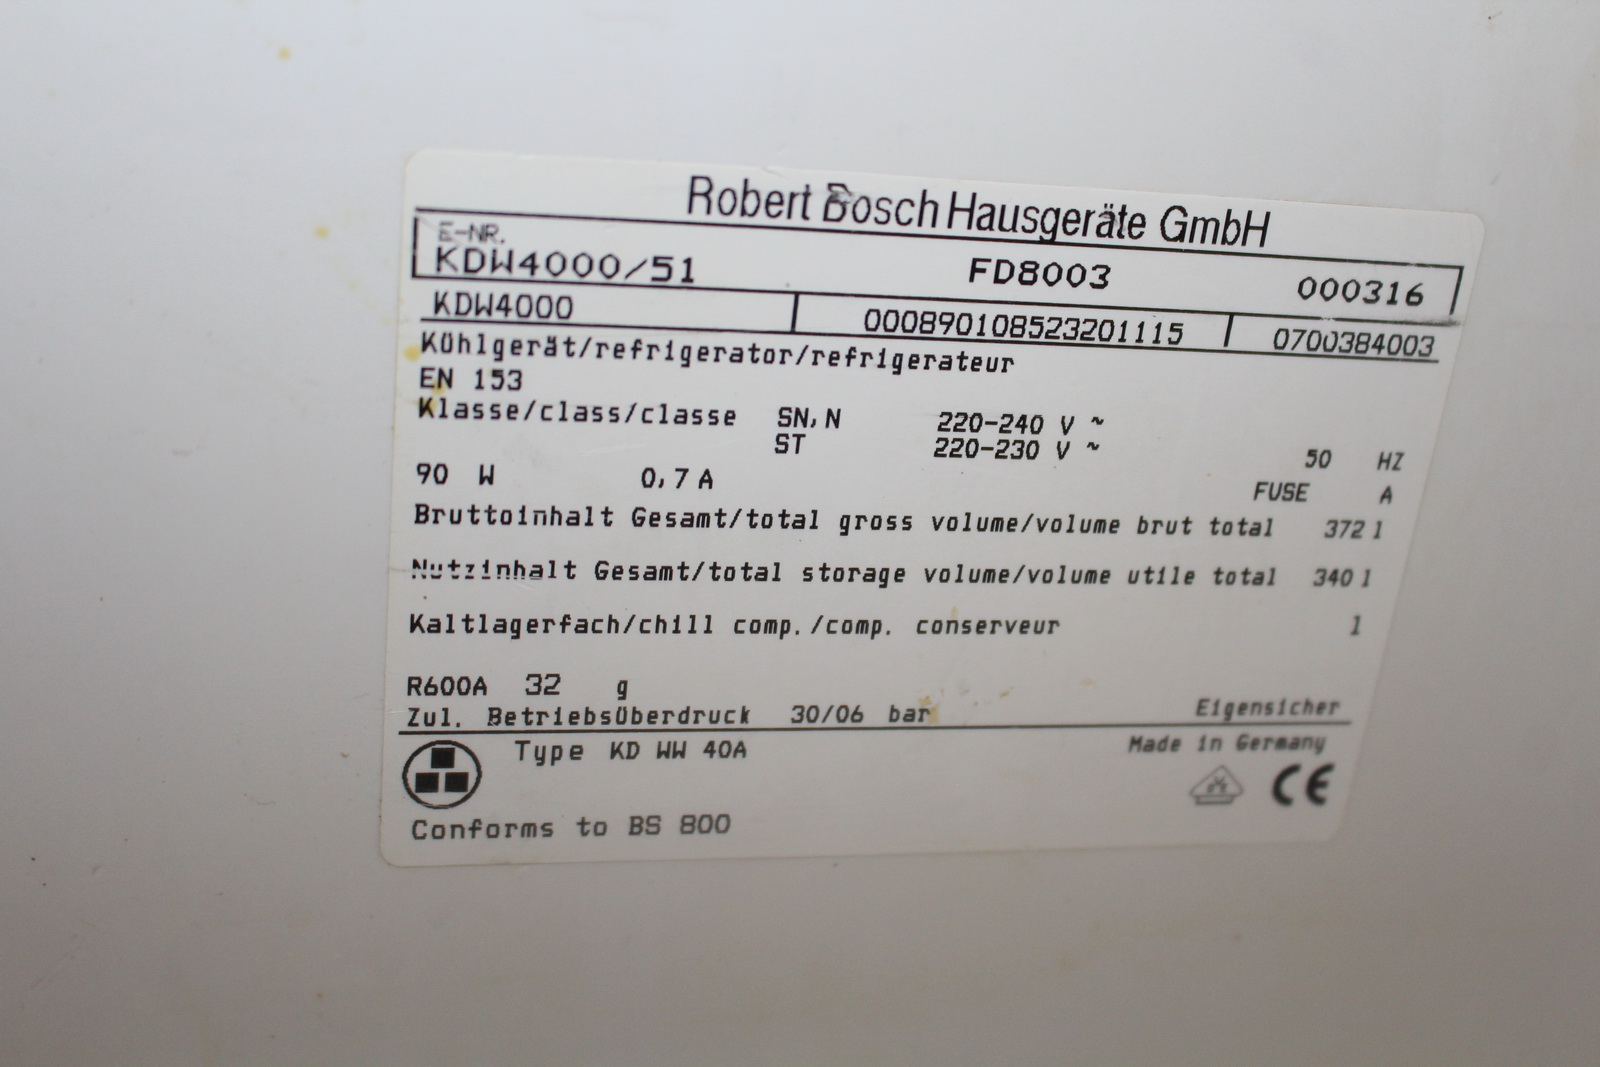 Robert Bosch Hausgeräte GmbH
E-NR.
KDW4000/51 FD8003 000316
KDW4000 000890108523201115 0700384003
Kühlgerät/refrigerator/refrigerateur
EN 153
Klasse/class/classe SN,N 220-240 V ~
ST 220-230 V ~ 50 HZ
90 W 0,7 A FUSE A
Bruttoinhalt Gesamt/total gross volume/volume brut total 372 l
Nutzinhalt Gesamt/total storage volume/volume utile total 340 l
Kaltlagerfach/chill comp./comp. conserveur l
R600A 32 g
Zul. Betriebsüberdruck 30/06 bar Eigensicher
Type KD WW 40A Made in Germany
CE
Conforms to BS 800